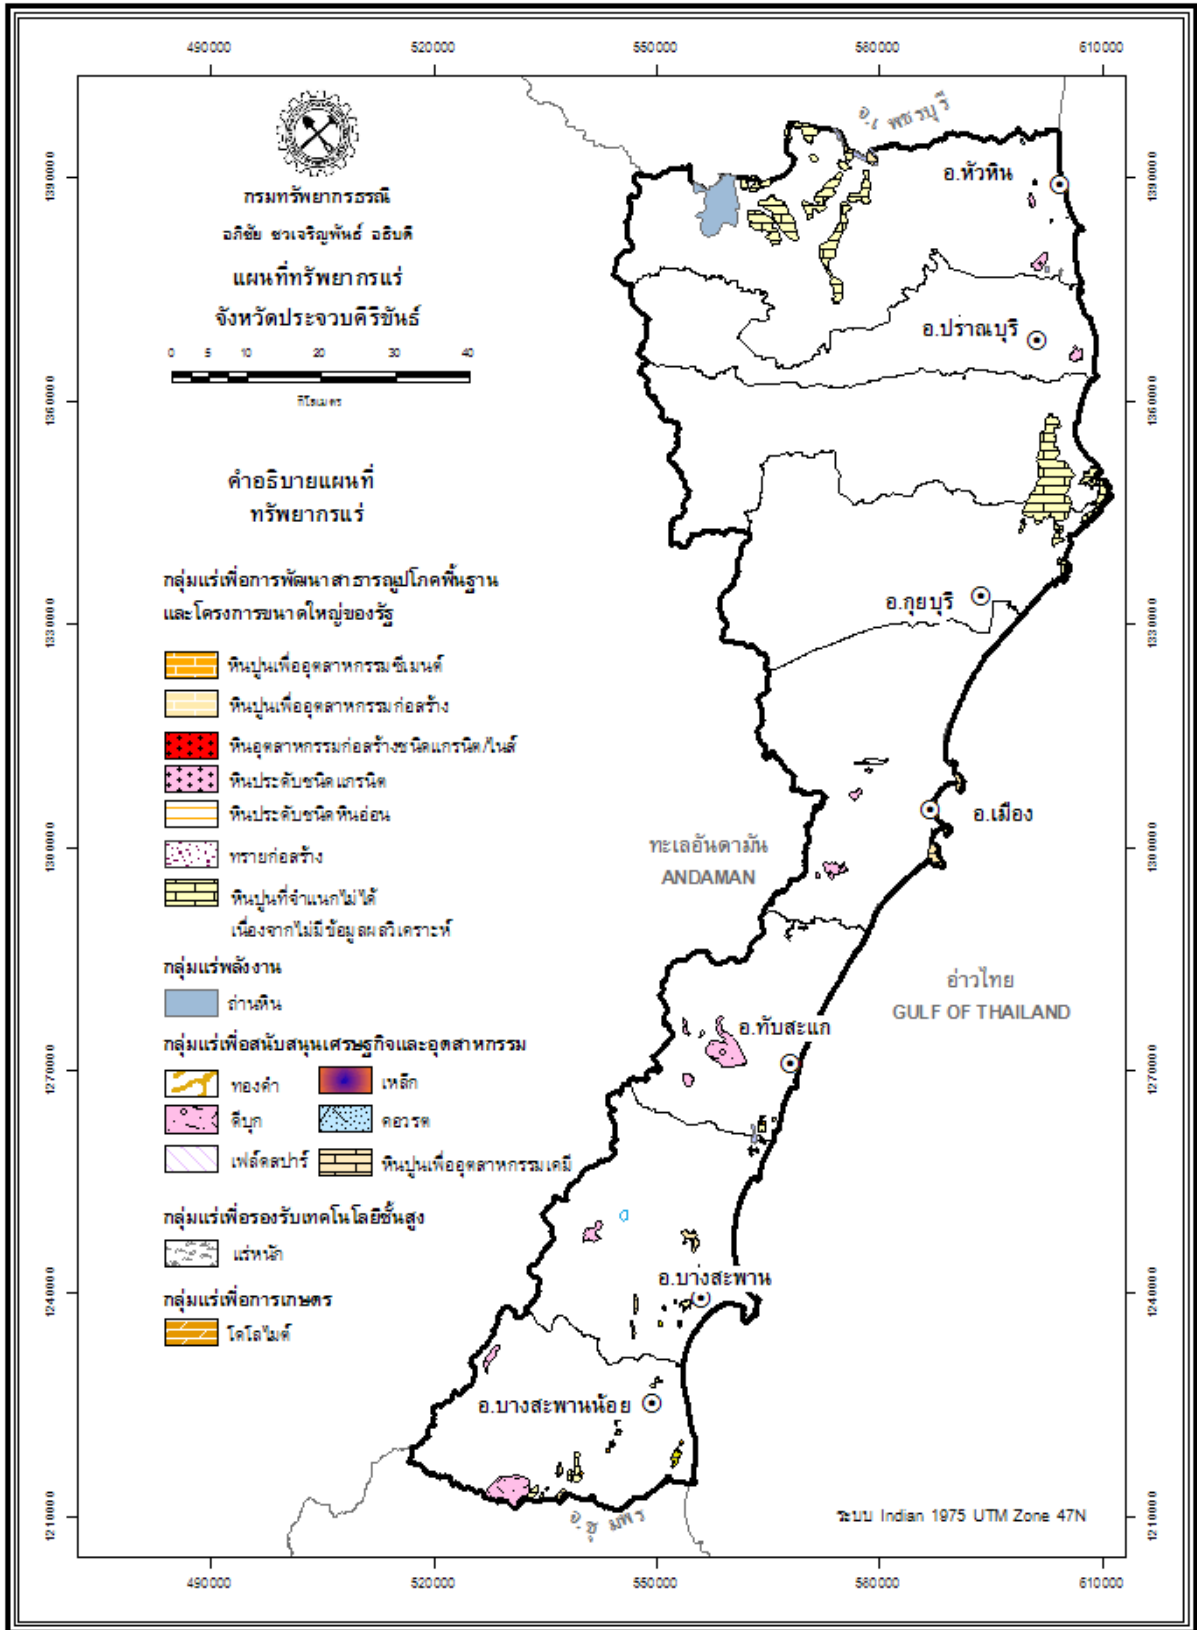 490000 520000 550000 580000 610000
กรมทรัพยากรธรณี
อภิชัย ชวเจริญพันธ์ อธิบดี
แผนที่ทรัพยากรแร่
จังหวัดประจวบคิรีขันธ์
0 5 10 20 30 40
กิโลเมตร
คำอธิบายแผนที่
ทรัพยากรแร่
กลุ่มแร่เพื่อการพัฒนาสาธารณูปโภคพื้นฐาน
และโครงการขนาดใหญ่ของรัฐ
หินปูนเพื่ออุตสาหกรรมซีเมนต์
หินปูนเพื่ออุตสาหกรรมก่อสร้าง
หินอุตสาหกรรมก่อสร้างชนิดแกรนิต/ไนส์
หินประดับชนิดแกรนิต
หินประดับชนิดหินอ่อน
ทรายก่อสร้าง
หินปูนที่จำแนกไม่ได้
เนื่องจากไม่มีข้อมูลผลวิเคราะห์
กลุ่มแร่พลังงาน
ถ่านหิน
กลุ่มแร่เพื่อสนับสนุนเศรษฐกิจและอุตสาหกรรม
ทองคำ เหล็ก
ดีบุก ควอรต
เฟล์ดสปาร์ หินปูนเพื่ออุตสาหกรรมเคมี
กลุ่มแร่เพื่อรองรับเทคโนโลยีชั้นสูง
แร่หนัก
กลุ่มแร่เพื่อการเกษตร
โดโลไมต์
อ.หัวหิน
อ.ปราณบุรี
อ.กุยบุรี
อ.เมือง
ทะเลอันดามัน
ANDAMAN
อ่าวไทย
GULF OF THAILAND
อ.ทับสะแก
อ.บางสะพาน
อ.บางสะพานน้อย
อ.ชุมพร
ระบบ Indian 1975 UTM Zone 47N
1390000 1390000
1360000 1360000
1330000 1330000
1300000 1300000
1270000 1270000
1240000 1240000
1210000 1210000
490000 520000 550000 580000 610000